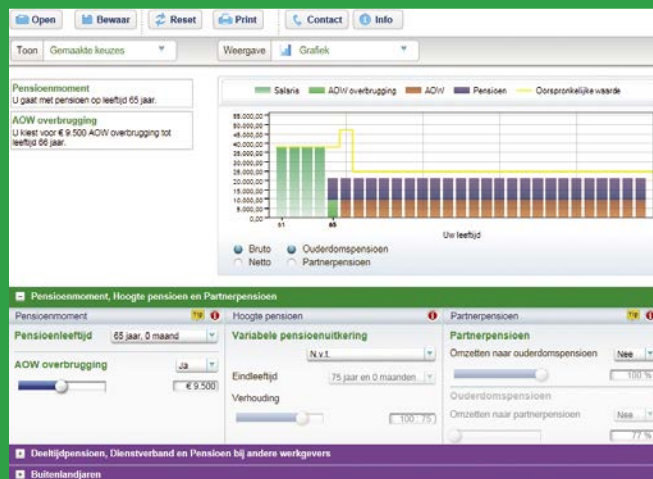 Open Bewaar Reset Print Contact Info
Toon Gemaakte keuzes Weergave Grafiek
Pensioenmoment
U gaat met pensioen op leeftijd 65 jaar.
AOW overbrugging
U kiest voor € 9.500 AOW overbrugging tot
leeftijd 66 jaar.
Salaris AOW overbrugging AOW Pensioen Oorspronkelijke waarde
55.000,00
50.000,00
45.000,00
40.000,00
35.000,00
30.000,00
25.000,00
20.000,00
15.000,00
10.000,00
5.000,00
0,00
61 65
Uw leeftijd
Bruto Ouderdomspensioen
Netto Partnerpensioen
Pensioenmoment, Hoogte pensioen en Partnerpensioen
Pensioenmoment Tip Hoogte pensioen Partnerpensioen Tip
Pensioenleeftijd 65 jaar, 0 maand
AOW overbrugging Ja
€ 9.500
Variabele pensioenuitkering
N.v.t.
Eindleeftijd 75 jaar en 0 maanden
Verhouding
100 : 75
Partnerpensioen
Omzetten naar ouderdomspensioen Nee
100 %
Ouderdomspensioen
Omzetten naar partnerpensioen Nee
77 %
Deeltijdpensioen, Dienstverband en Pensioen bij andere werkgevers
Buitenlandjaren